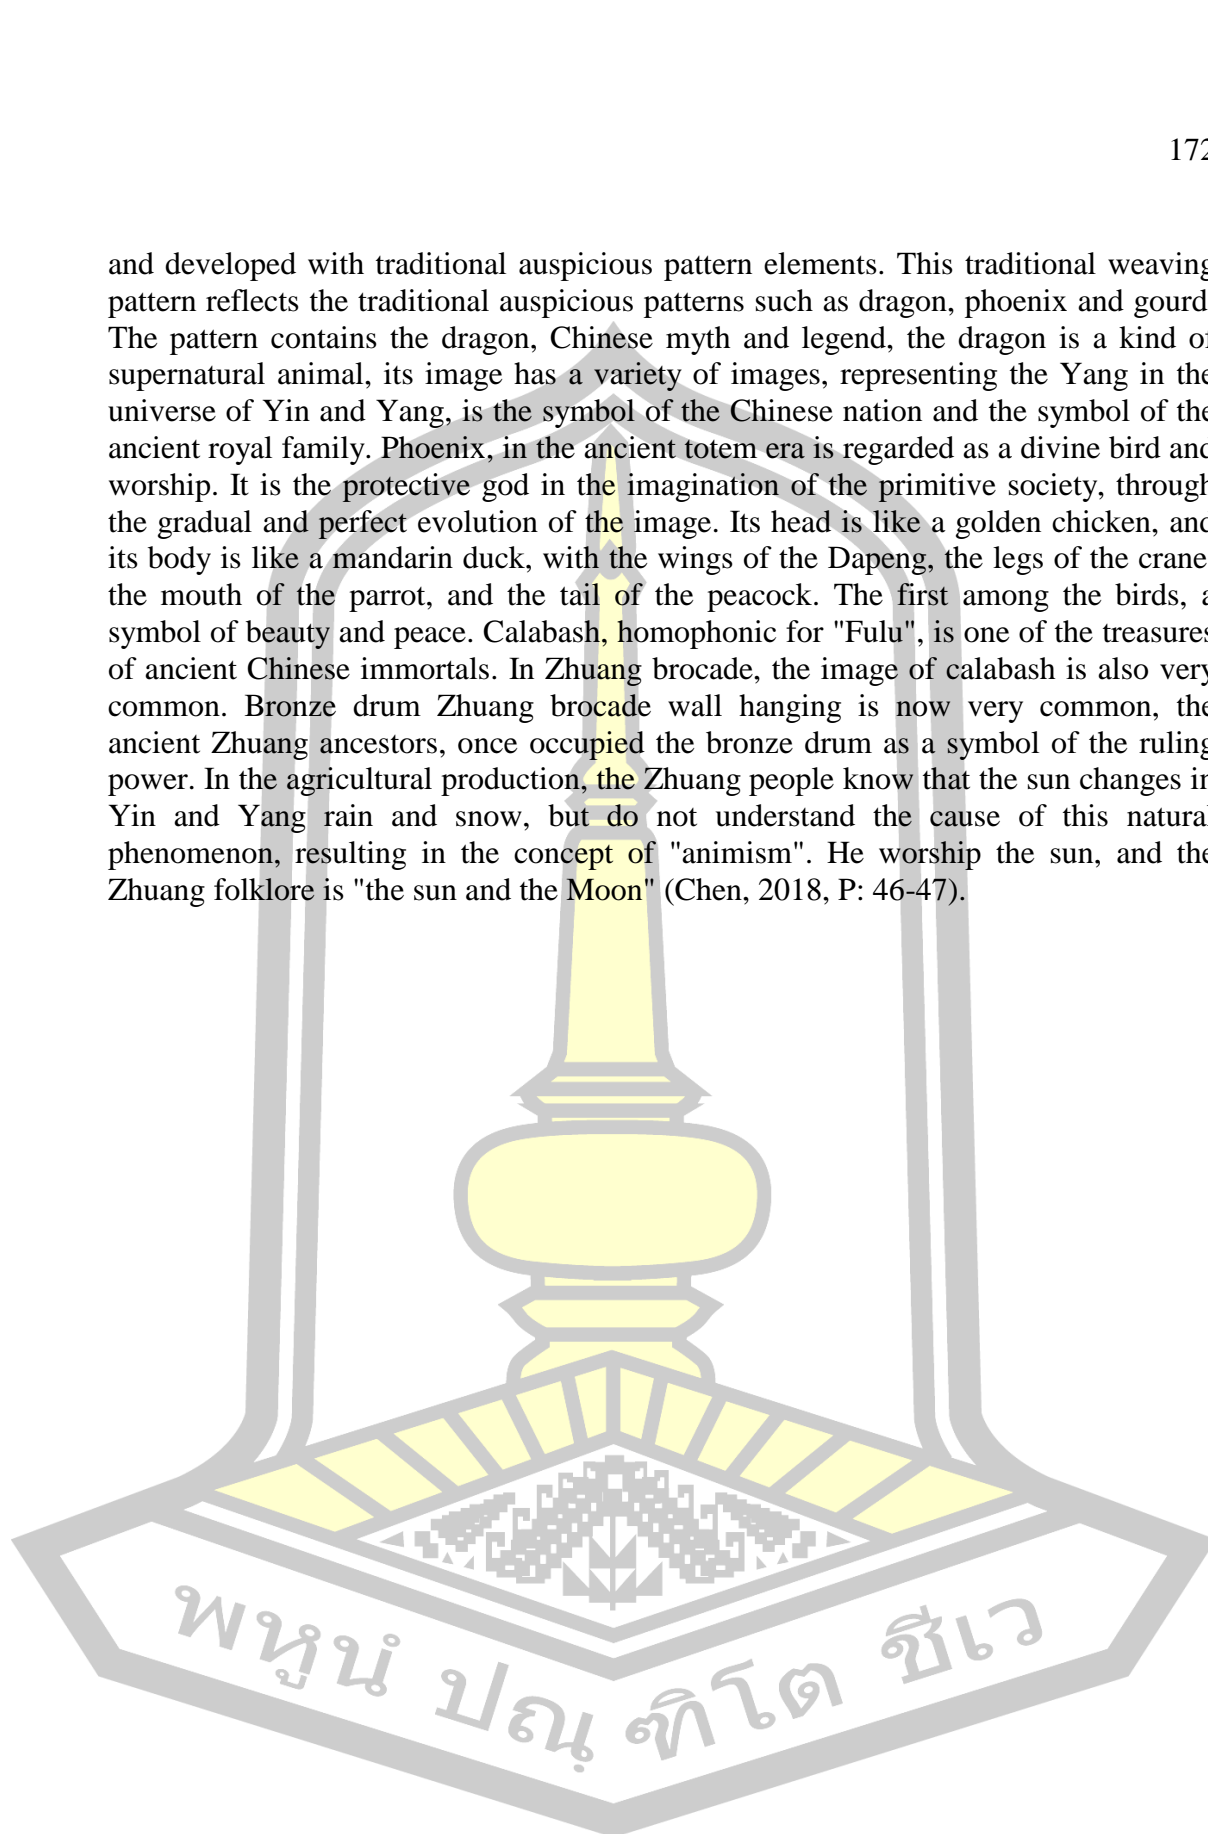 172
and developed with traditional auspicious pattern elements. This traditional weaving
pattern reflects the traditional auspicious patterns such as dragon, phoenix and gourd.
The pattern contains the dragon, Chinese myth and legend, the dragon is a kind of
supernatural animal, its image has a variety of images, representing the Yang in the
universe of Yin and Yang, is the symbol of the Chinese nation and the symbol of the
ancient royal family. Phoenix, in the ancient totem era is regarded as a divine bird and
worship. It is the protective god in the imagination of the primitive society, through
the gradual and perfect evolution of the image. Its head is like a golden chicken, and
its body is like a mandarin duck, with the wings of the Dapeng, the legs of the crane,
the mouth of the parrot, and the tail of the peacock. The first among the birds, a
symbol of beauty and peace. Calabash, homophonic for "Fulu", is one of the treasures
of ancient Chinese immortals. In Zhuang brocade, the image of calabash is also very
common. Bronze drum Zhuang brocade wall hanging is now very common, the
ancient Zhuang ancestors, once occupied the bronze drum as a symbol of the ruling
power. In the agricultural production, the Zhuang people know that the sun changes in
Yin and Yang rain and snow, but do not understand the cause of this natural
phenomenon, resulting in the concept of "animism". He worship the sun, and the
Zhuang folklore is "the sun and the Moon" (Chen, 2018, P: 46-47).
พหูนํ ปณฺฑิโต ชีเว